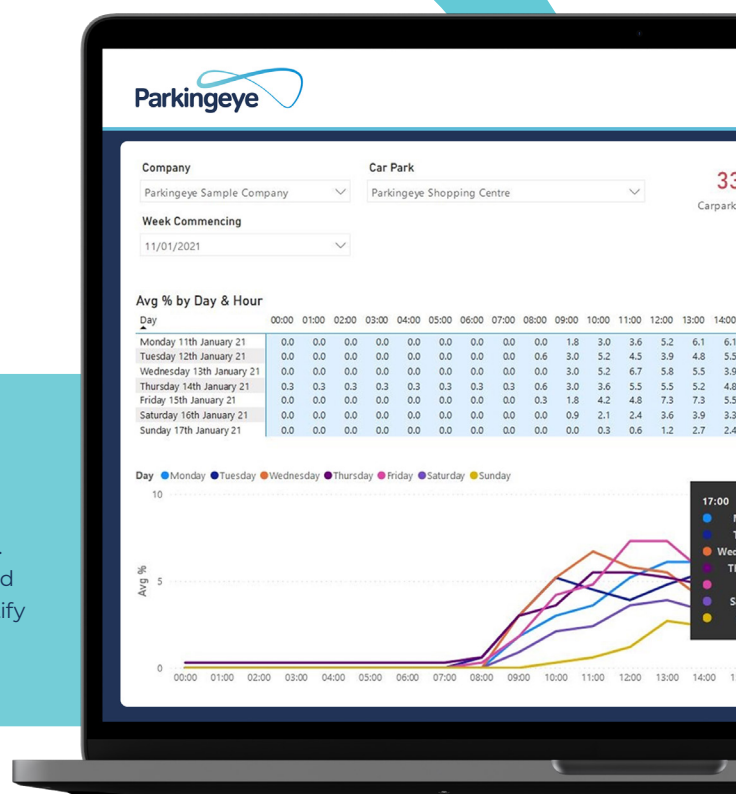 Parkingeye
Company Car Park
Parkingeye Sample Company Parkingeye Shopping Centre 33
Carpark
Week Commencing
11/01/2021
Avg % by Day & Hour
Day 00:00 01:00 02:00 03:00 04:00 05:00 06:00 07:00 08:00 09:00 10:00 11:00 12:00 13:00 14:00
Monday 11th January 21 0.0 0.0 0.0 0.0 0.0 0.0 0.0 0.0 0.0 1.8 3.0 3.6 5.2 6.1 6.1
Tuesday 12th January 21 0.0 0.0 0.0 0.0 0.0 0.0 0.0 0.0 0.6 3.0 5.2 4.5 3.9 4.8 5.5
Wednesday 13th January 21 0.0 0.0 0.0 0.0 0.0 0.0 0.0 0.0 0.0 3.0 5.2 6.7 5.8 5.5 3.9
Thursday 14th January 21 0.3 0.3 0.3 0.3 0.3 0.3 0.3 0.3 0.6 3.0 3.6 5.5 5.5 5.2 4.8
Friday 15th January 21 0.0 0.0 0.0 0.0 0.0 0.0 0.0 0.0 0.3 1.8 4.2 4.8 7.3 7.3 5.5
Saturday 16th January 21 0.0 0.0 0.0 0.0 0.0 0.0 0.0 0.0 0.0 0.9 2.1 2.4 3.6 3.9 3.3
Sunday 17th January 21 0.0 0.0 0.0 0.0 0.0 0.0 0.0 0.0 0.0 0.0 0.3 0.6 1.2 2.7 2.4
Day Monday Tuesday Wednesday Thursday Friday Saturday Sunday
10
5
0
Avg %
17:00
M
T
Wed
Th
Sa
00:00 01:00 02:00 03:00 04:00 05:00 06:00 07:00 08:00 09:00 10:00 11:00 12:00 13:00 14:00 1
d
ify